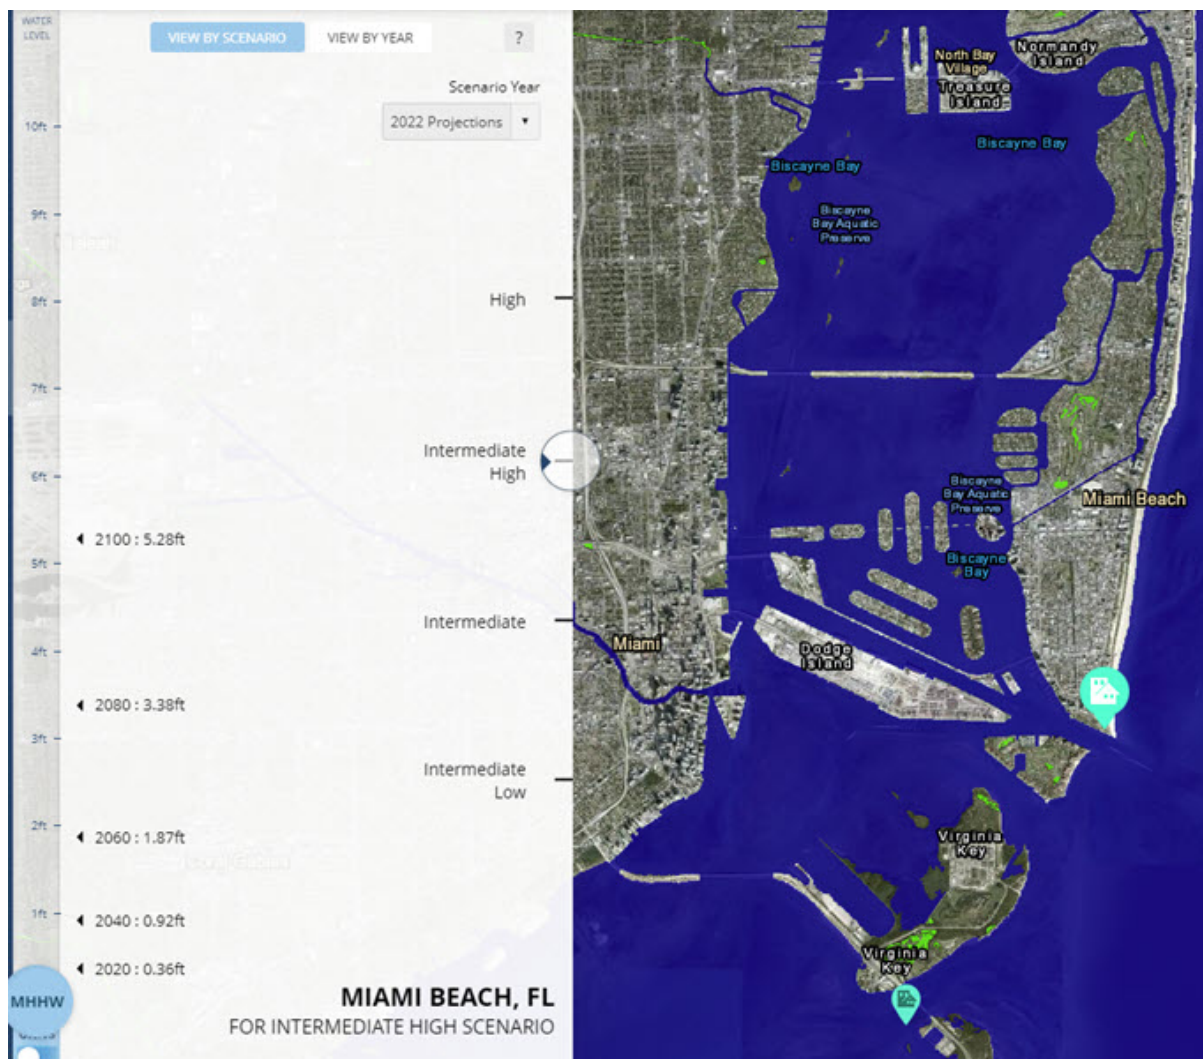 WATER
LEVEL
VIEW BY SCENARIO
VIEW BY YEAR
?
Scenario Year
2022 Projections
10ft
9ft
8ft
7ft
6ft
5ft
4ft
3ft
2ft
1ft
High
Intermediate
High
Intermediate
Intermediate
Low
2100 : 5.28ft
2080 : 3.38ft
2060 : 1.87ft
2040 : 0.92ft
2020 : 0.36ft
MHHW
MIAMI BEACH, FL
FOR INTERMEDIATE HIGH SCENARIO
Normandy
Island
North Bay
Village
Treasure
Island
Biscayne Bay
Biscayne Bay
Biscayne
Bay Aquatic
Preserve
Biscayne
Bay Aquatic
Preserve
Miami Beach
Biscayne
Bay
Miami
Dodge
Island
Virginia
Key
Virginia
Key